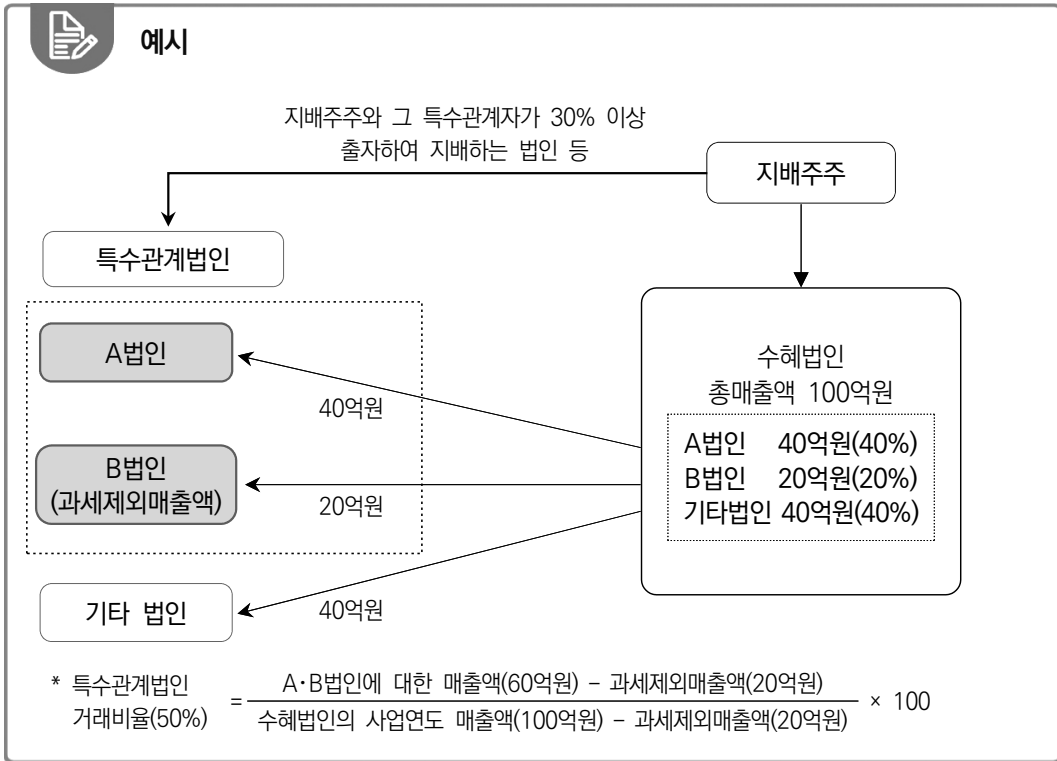 예시
지배주주와 그 특수관계자가 30% 이상
출자하여 지배하는 법인 등
지배주주
특수관계법인
A법인
40억원
B법인
(과세제외매출액)
20억원
기타 법인
40억원
수혜법인
총매출액 100억원
A법인 40억원(40%)
B법인 20억원(20%)
기타법인 40억원(40%)
* 특수관계법인
거래비율(50%)
=
A·B법인에 대한 매출액(60억원) - 과세제외매출액(20억원)
수혜법인의 사업연도 매출액(100억원) - 과세제외매출액(20억원)
× 100